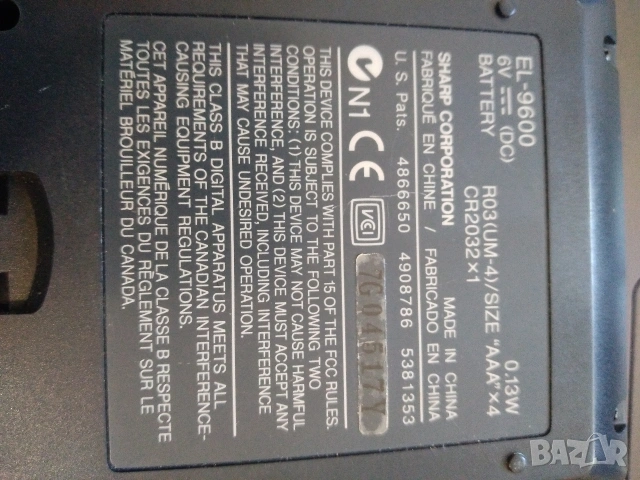 EL-9600
6V ⎓ (DC) 0.13W
BATTERY R03(UM-4)/SIZE "AAA"×4
CR2032×1
SHARP CORPORATION MADE IN CHINA
FABRIQUÉ EN CHINE / FABRICADO EN CHINA
U. S. Pats. 4866650 4908786 5381353
N1 CE VCI 7G04517Y
THIS DEVICE COMPLIES WITH PART 15 OF THE FCC RULES.
OPERATION IS SUBJECT TO THE FOLLOWING TWO
CONDITIONS: (1) THIS DEVICE MAY NOT CAUSE HARMFUL
INTERFERENCE, AND (2) THIS DEVICE MUST ACCEPT ANY
INTERFERENCE RECEIVED, INCLUDING INTERFERENCE
THAT MAY CAUSE UNDESIRED OPERATION.
THIS CLASS B DIGITAL APPARATUS MEETS ALL
REQUIREMENTS OF THE CANADIAN INTERFERENCE-
CAUSING EQUIPMENT REGULATIONS.
CET APPAREIL NUMÉRIQUE DE LA CLASSE B RESPECTE
TOUTES LES EXIGENCES DU RÈGLEMENT SUR LE
MATÉRIEL BROUILLEUR DU CANADA.
BAZAR
bg